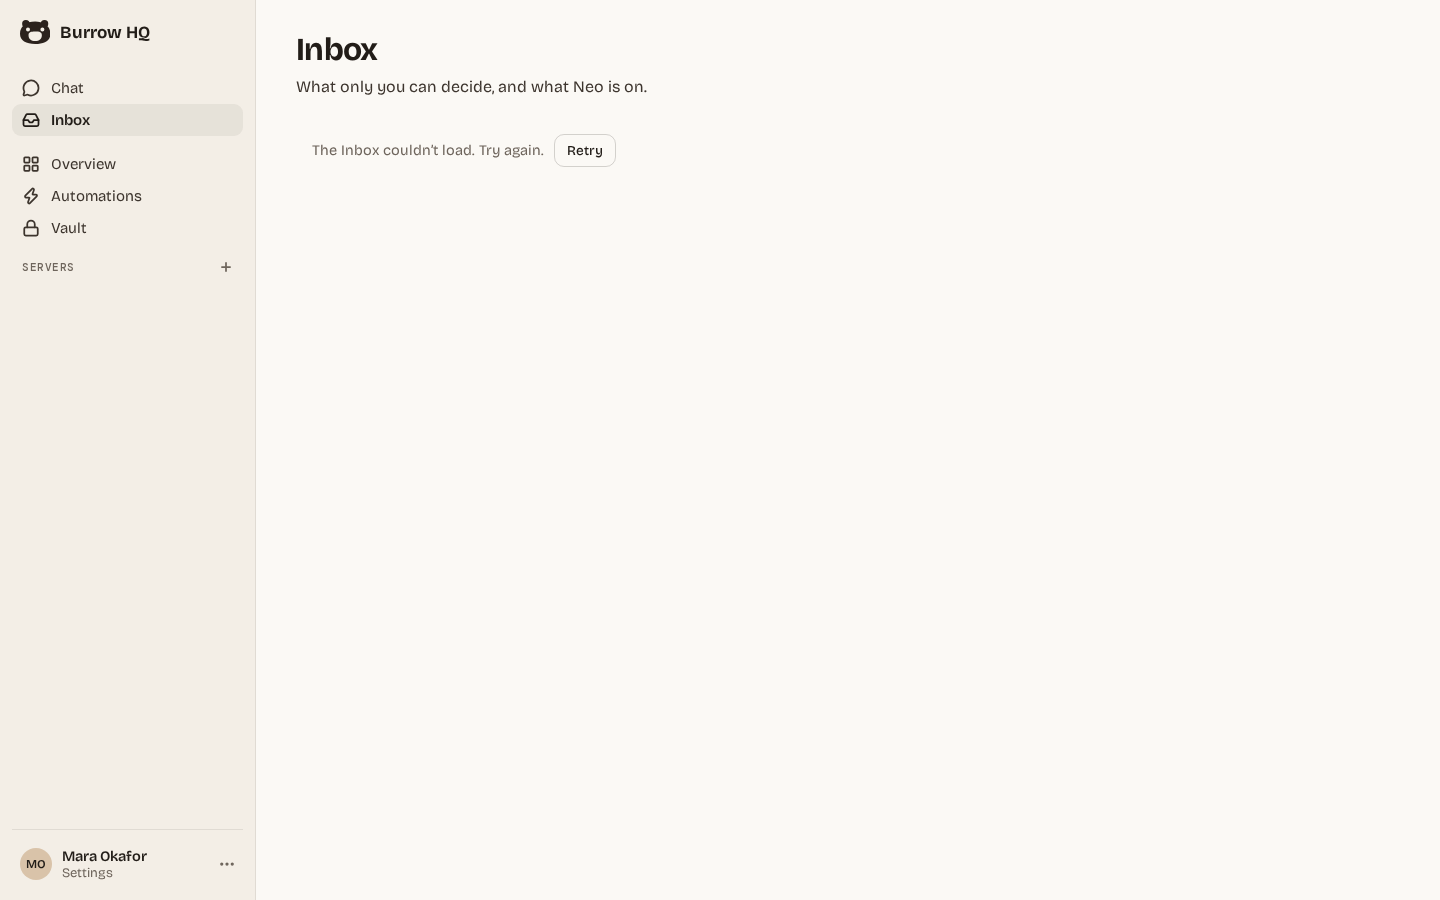 Burrow HQ
Chat
Inbox
Overview
Automations
Vault
SERVERS
MO
Mara Okafor
Settings
Inbox
What only you can decide, and what Neo is on.
The Inbox couldn’t load. Try again.
Retry